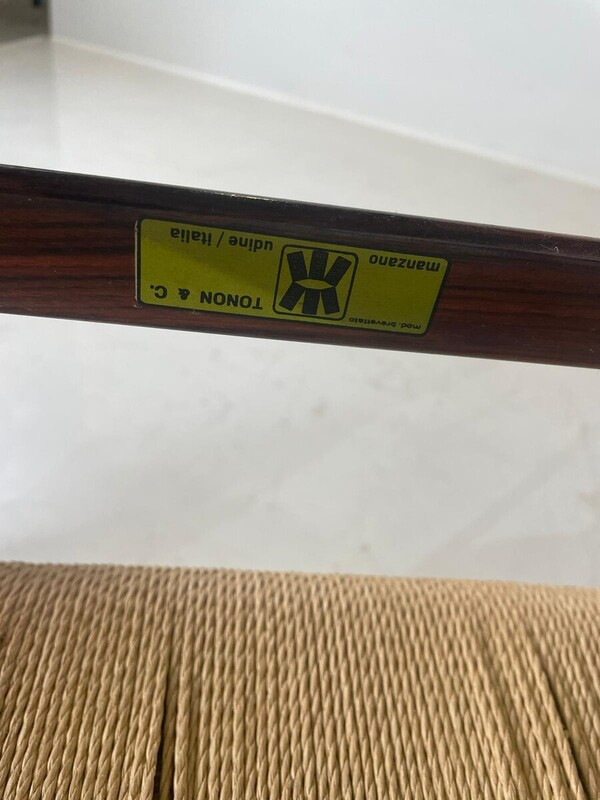 mod. brevettato
TONON & C.
manzano
udine / italia